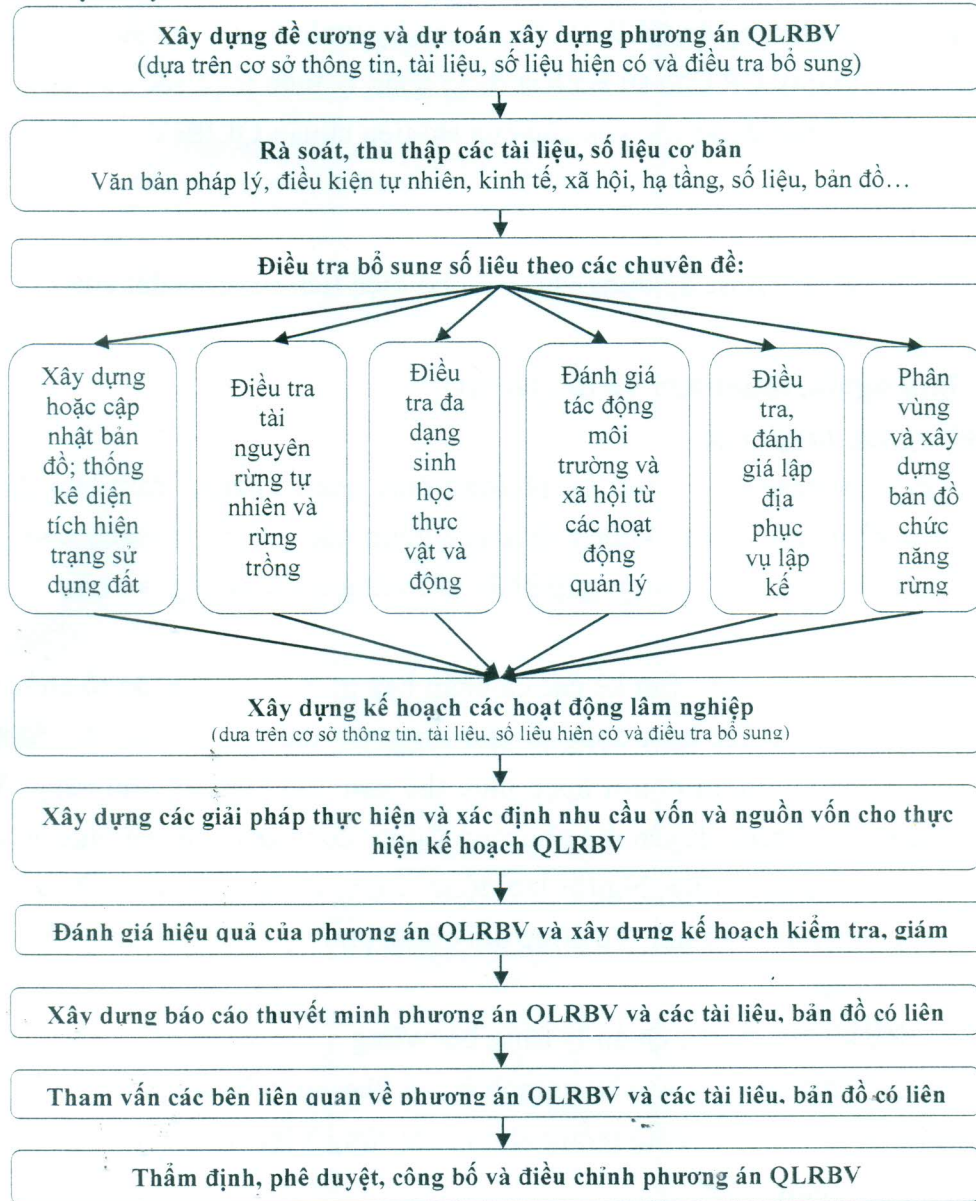 Xây dựng đề cương và dự toán xây dựng phương án QLRBV
(dựa trên cơ sở thông tin, tài liệu, số liệu hiện có và điều tra bổ sung)
Rà soát, thu thập các tài liệu, số liệu cơ bản
Văn bản pháp lý, điều kiện tự nhiên, kinh tế, xã hội, hạ tầng, số liệu, bản đồ…
Điều tra bổ sung số liệu theo các chuyên đề:
Xây dựng
hoặc cập
nhật bản
đồ; thống
kê diện
tích hiện
trạng sử
dụng đất
Điều tra
tài
nguyên
rừng tự
nhiên và
rừng
trồng
Điều
tra đa
dạng
sinh
học
thực
vật và
động
Đánh giá
tác động
môi
trường và
xã hội từ
các hoạt
động
quản lý
Điều
tra,
đánh
giá lập
địa
phục
vụ lập
kế
Phân
vùng
và xây
dựng
bản đồ
chức
năng
rừng
Xây dựng kế hoạch các hoạt động lâm nghiệp
(dựa trên cơ sở thông tin, tài liệu, số liệu hiện có và điều tra bổ sung)
Xây dựng các giải pháp thực hiện và xác định nhu cầu vốn và nguồn vốn cho thực
hiện kế hoạch QLRBV
Đánh giá hiệu quả của phương án QLRBV và xây dựng kế hoạch kiểm tra, giám
Xây dựng báo cáo thuyết minh phương án QLRBV và các tài liệu, bản đồ có liên
Tham vấn các bên liên quan về phương án QLRBV và các tài liệu, bản đồ có liên
Thẩm định, phê duyệt, công bố và điều chỉnh phương án QLRBV